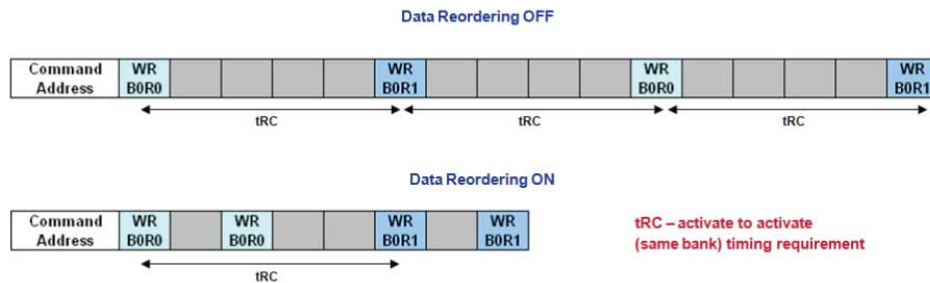 Data Reordering OFF
Command Address WR B0R0 WR B0R1 WR B0R0 WR B0R1
tRC tRC tRC
Data Reordering ON
Command Address WR B0R0 WR B0R0 WR B0R1 WR B0R1
tRC
tRC – activate to activate
(same bank) timing requirement